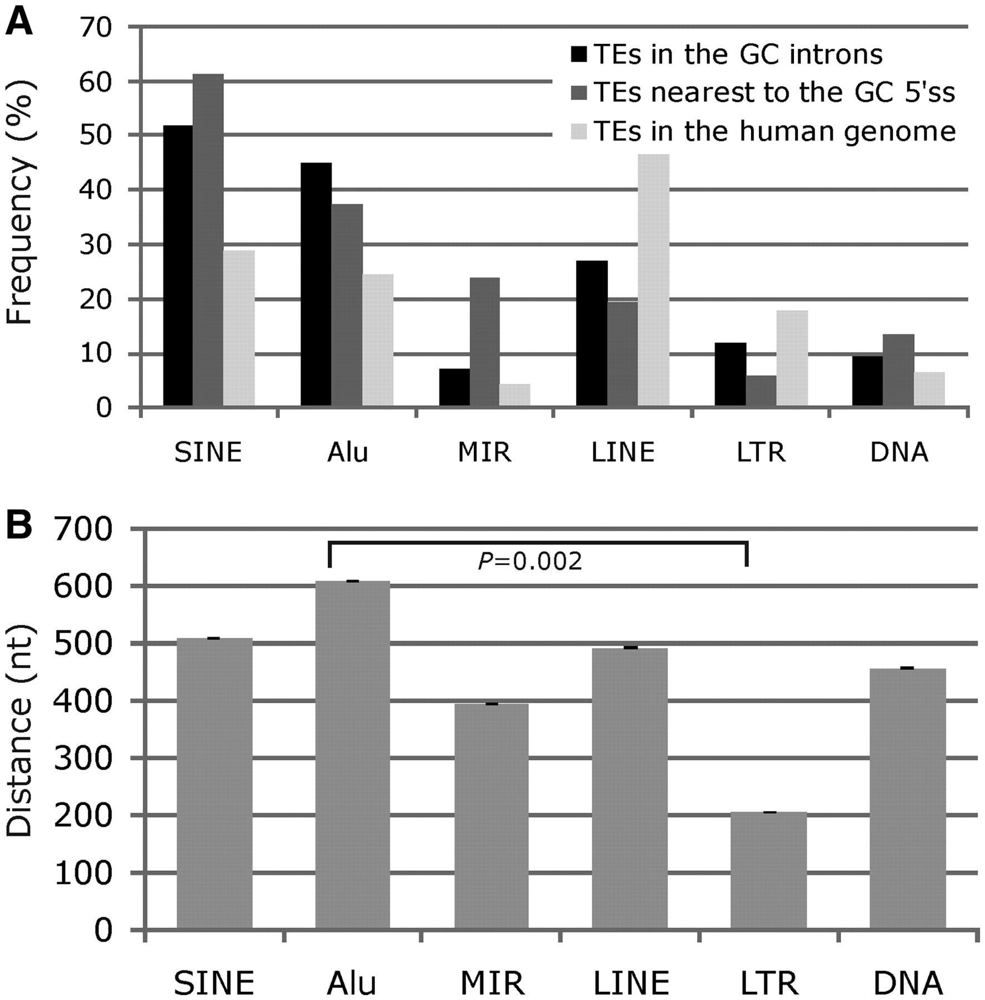 A
70
60
50
40
30
20
10
0
Frequency (%)
TEs in the GC introns
TEs nearest to the GC 5'ss
TEs in the human genome
SINE Alu MIR LINE LTR DNA
B
700
600
500
400
300
200
100
0
Distance (nt)
P=0.002
SINE Alu MIR LINE LTR DNA